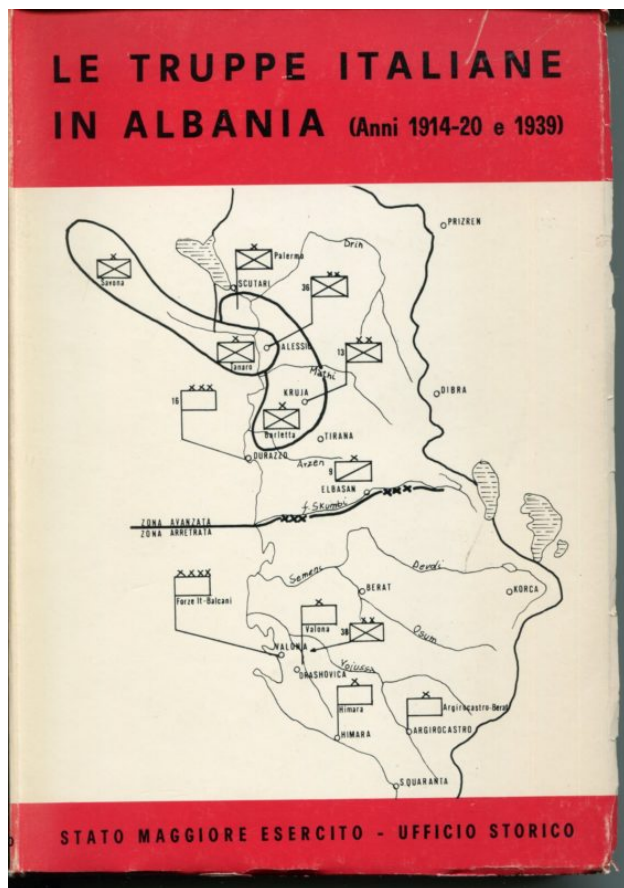 LE TRUPPE ITALIANE
IN ALBANIA (Anni 1914-20 e 1939)
PRIZREN
Drin
Palermo
Savona
SCUTARI
36
ALESSIO
Tanaro
13
Mathi
KRUJA
DIBRA
16
Barletta
TIRANA
DURAZZO
Arzen
9
ELBASAN
f. Skumbi
ZONA AVANZATA
ZONA ARRETRATA
Semeni
Devoli
Forze It-Balcani
BERAT
KORCA
Valona
38
Osum
VALONA
Voiussa
DRASHOVICA
Himara
Argirocastro-Berat
HIMARA
ARGIROCASTRO
S.QUARANTA
STATO MAGGIORE ESERCITO - UFFICIO STORICO